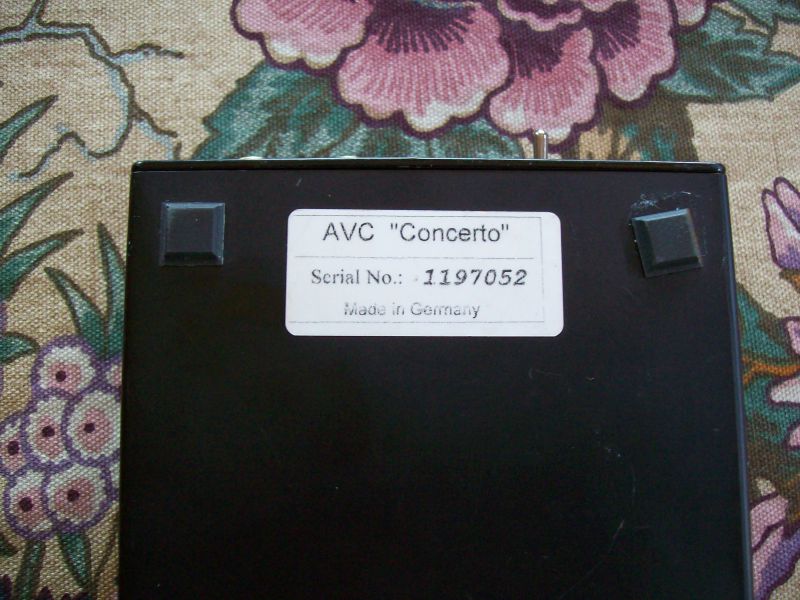 AVC "Concerto"
Serial No.: 1197052
Made in Germany